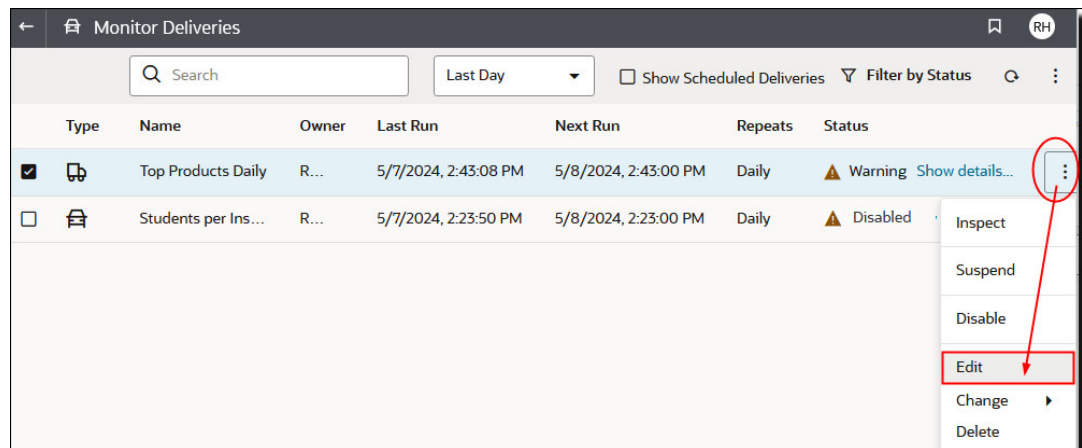 Monitor Deliveries RH
Search Last Day Show Scheduled Deliveries Filter by Status
Type Name Owner Last Run Next Run Repeats Status
Top Products Daily R... 5/7/2024, 2:43:08 PM 5/8/2024, 2:43:00 PM Daily Warning Show details...
Students per Ins... R... 5/7/2024, 2:23:50 PM 5/8/2024, 2:23:00 PM Daily Disabled
Inspect
Suspend
Disable
Edit
Change
Delete